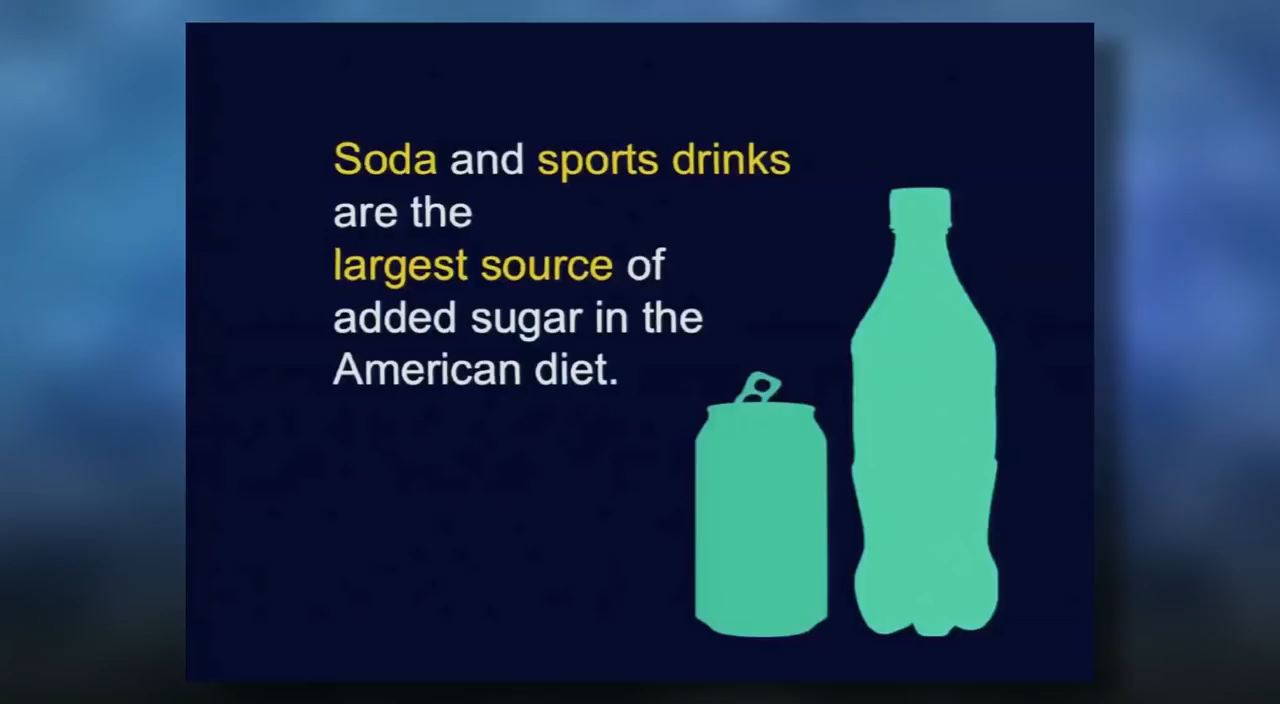 Soda and sports drinks
are the
largest source of
added sugar in the
American diet.